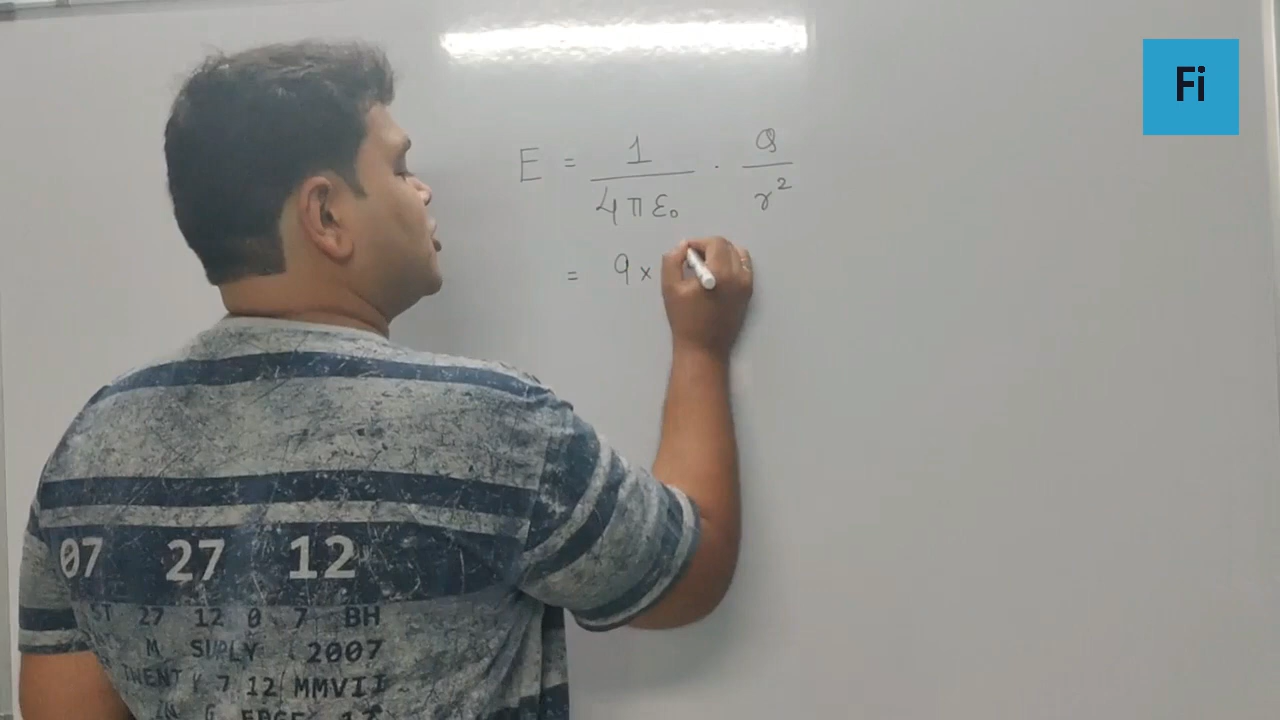 Fi
E = 1/4πε₀ · Q/r²
= 9 ×
07 27 12
ST 27 12 0 7 BH
M SUPLY 2007
TWENTY 7 12 MMVII